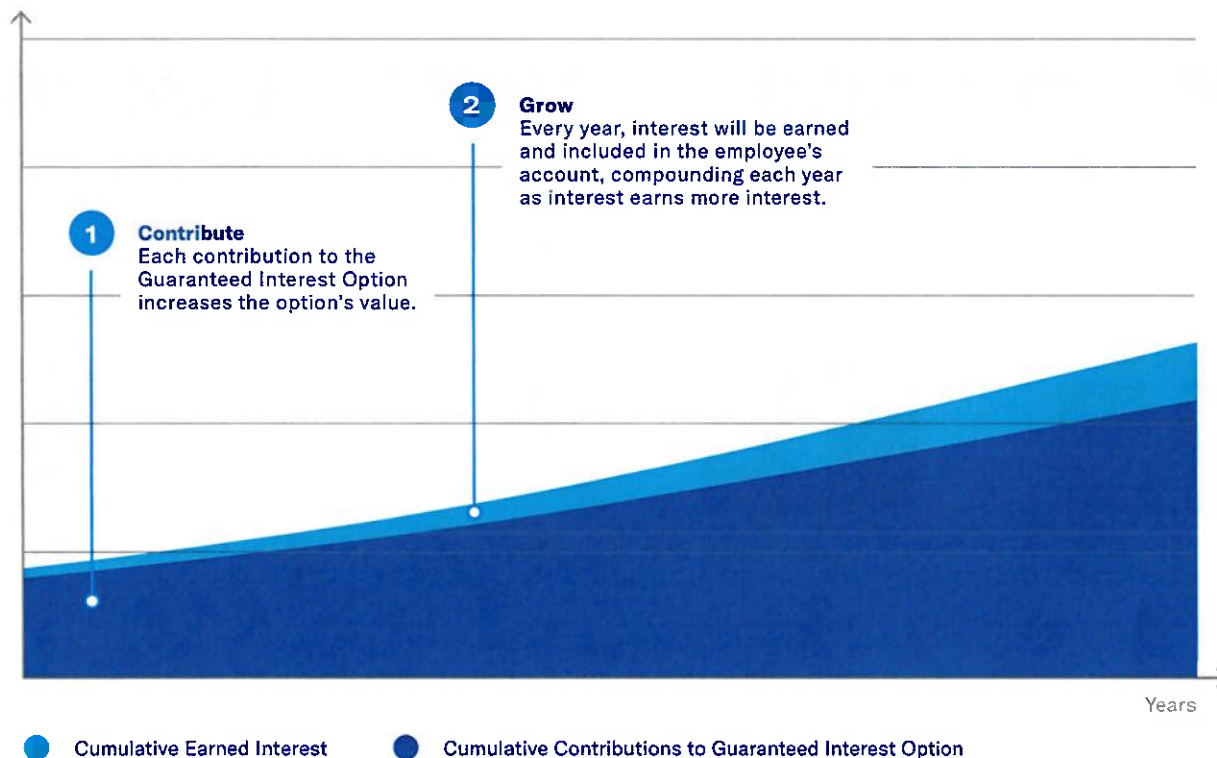 1
Contribute
Each contribution to the
Guaranteed Interest Option
increases the option's value.
2
Grow
Every year, interest will be earned
and included in the employee's
account, compounding each year
as interest earns more interest.
Years
Cumulative Earned Interest
Cumulative Contributions to Guaranteed Interest Option